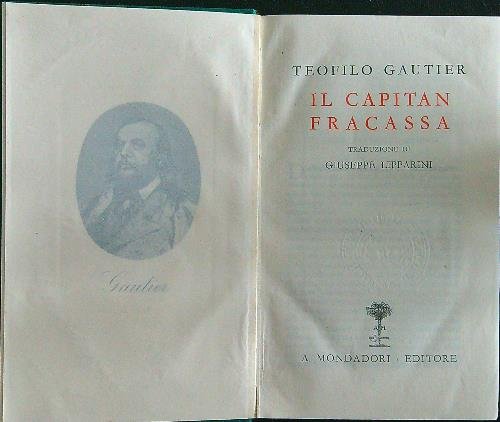 Gautier
TEOFILO GAUTIER
IL CAPITAN
FRACASSA
TRADUZIONE DI
GIUSEPPE LIPPARINI
A. MONDADORI · EDITORE